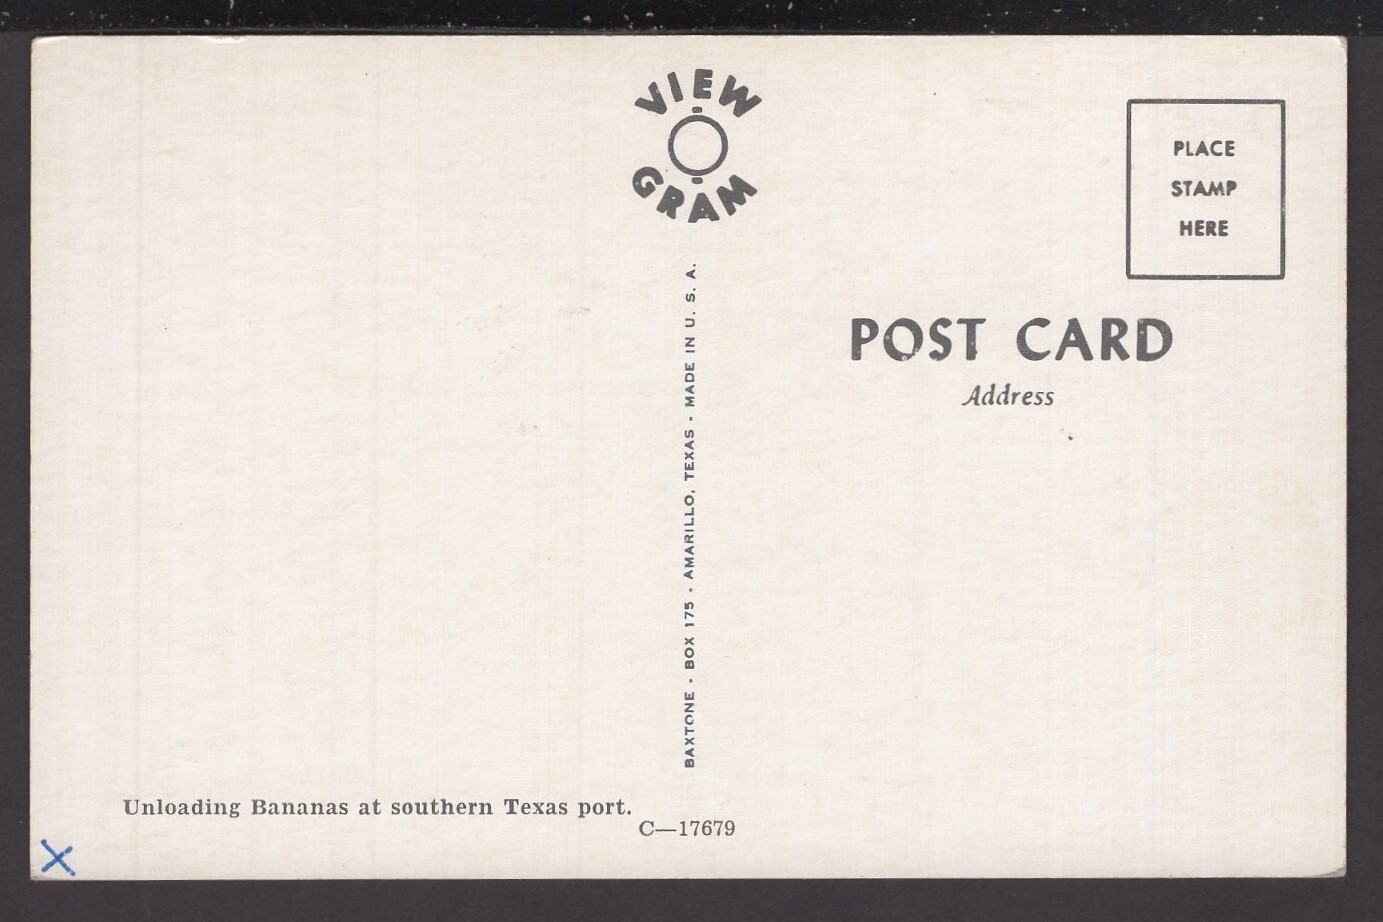 VIEW
GRAM
PLACE
STAMP
HERE
POST CARD
Address
BAXTONE - BOX 175 - AMARILLO, TEXAS - MADE IN U. S. A.
Unloading Bananas at southern Texas port.
C—17679
X